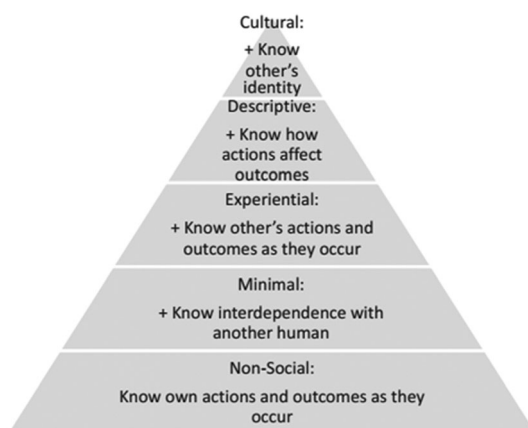 Cultural:
+ Know
other's
identity
Descriptive:
+ Know how
actions affect
outcomes
Experiential:
+ Know other's actions and
outcomes as they occur
Minimal:
+ Know interdependence with
another human
Non-Social:
Know own actions and outcomes as they
occur